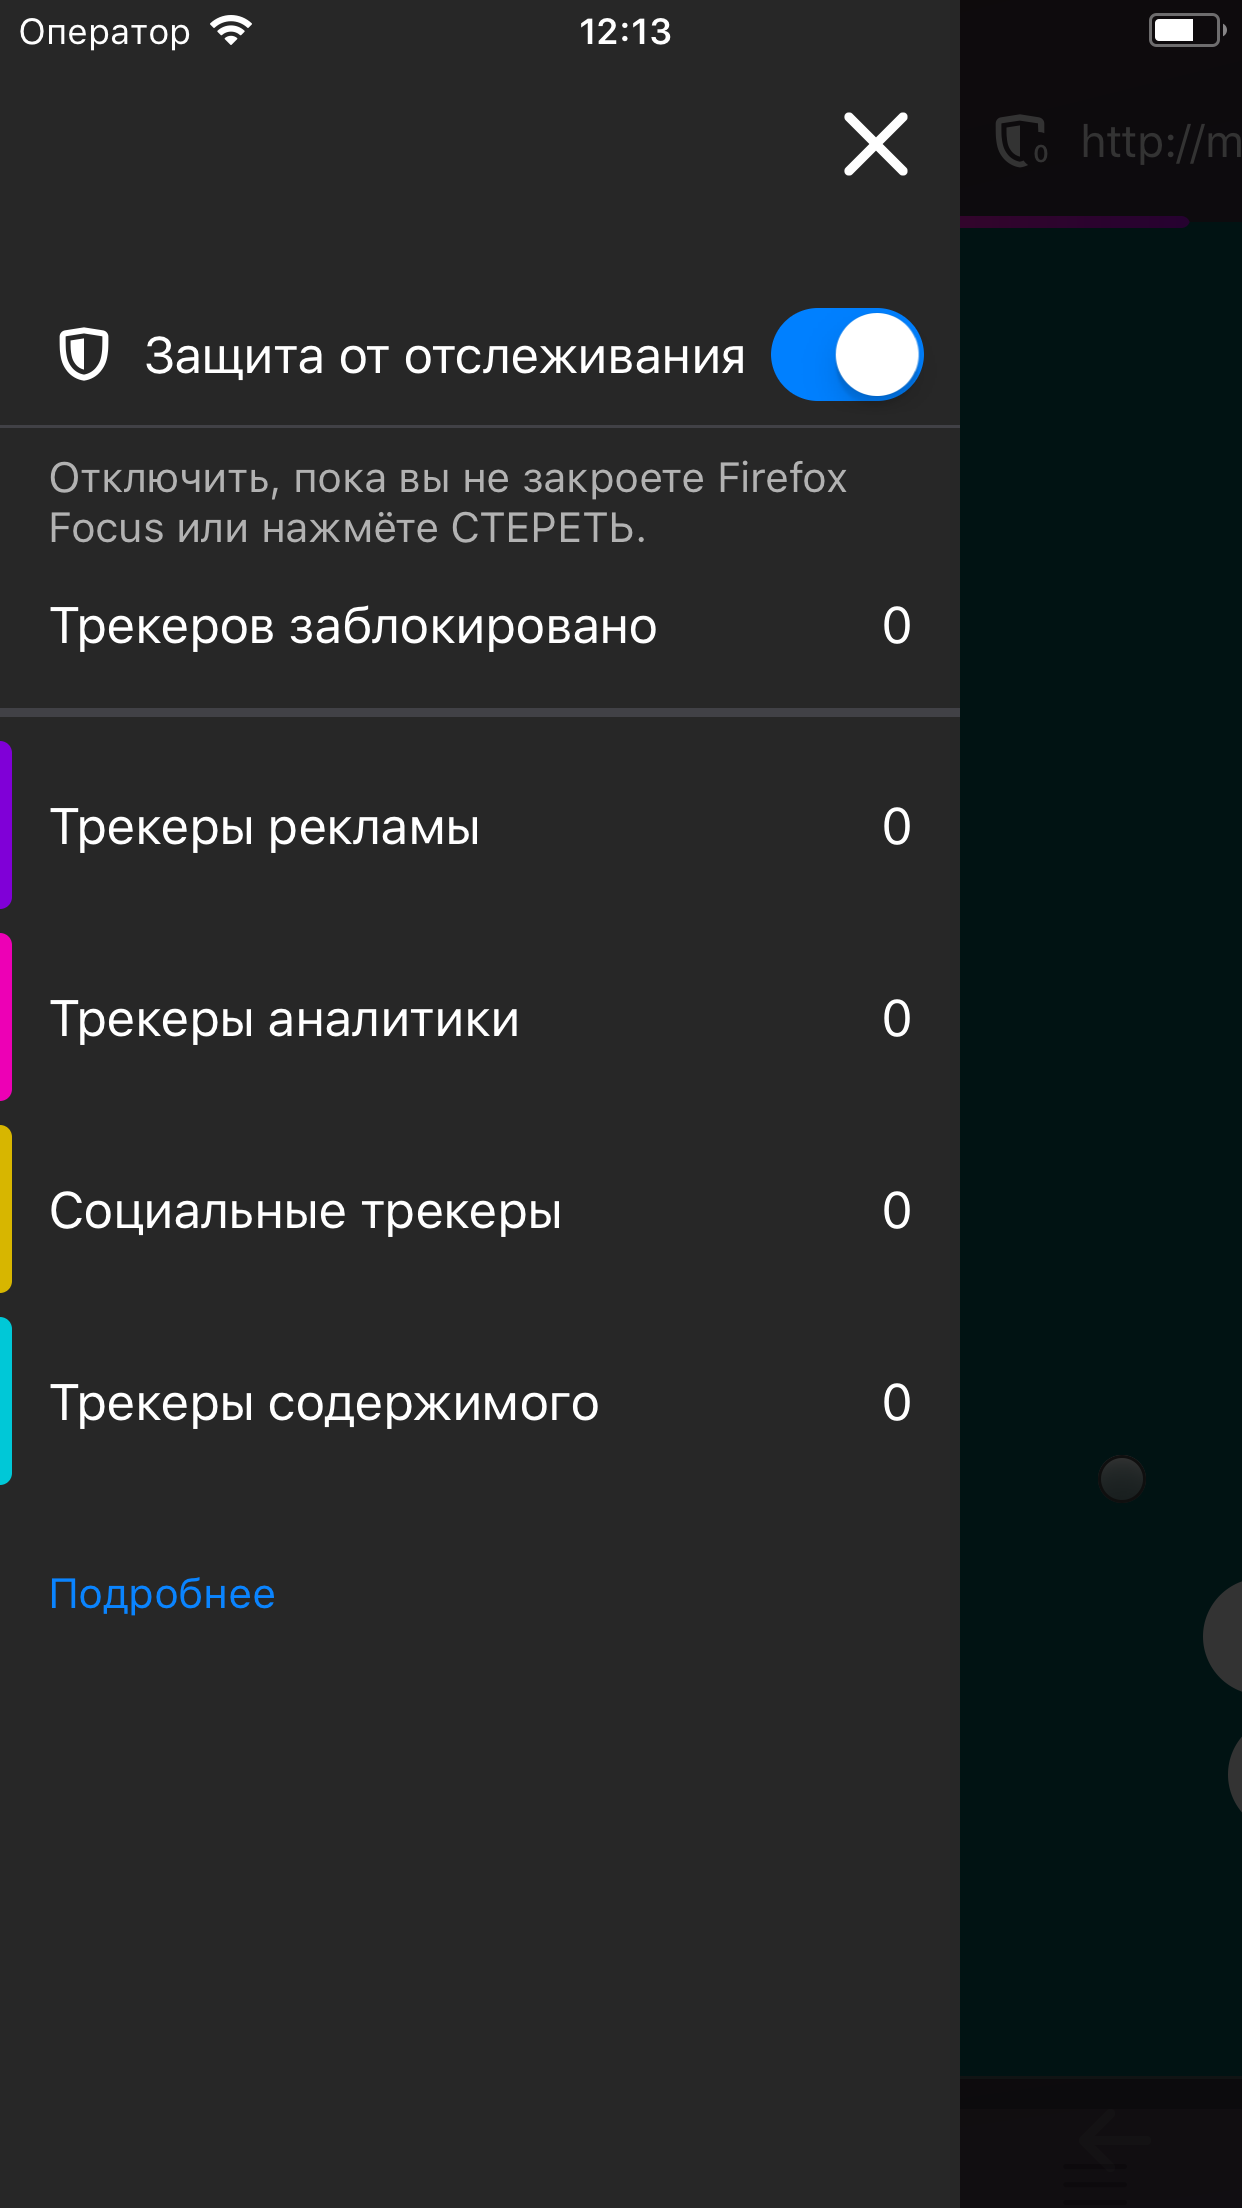 Оператор 12:13
0 http://m
Защита от отслеживания
Отключить, пока вы не закроете Firefox
Focus или нажмёте СТЕРЕТЬ.
Трекеров заблокировано 0
Трекеры рекламы 0
Трекеры аналитики 0
Социальные трекеры 0
Трекеры содержимого 0
Подробнее